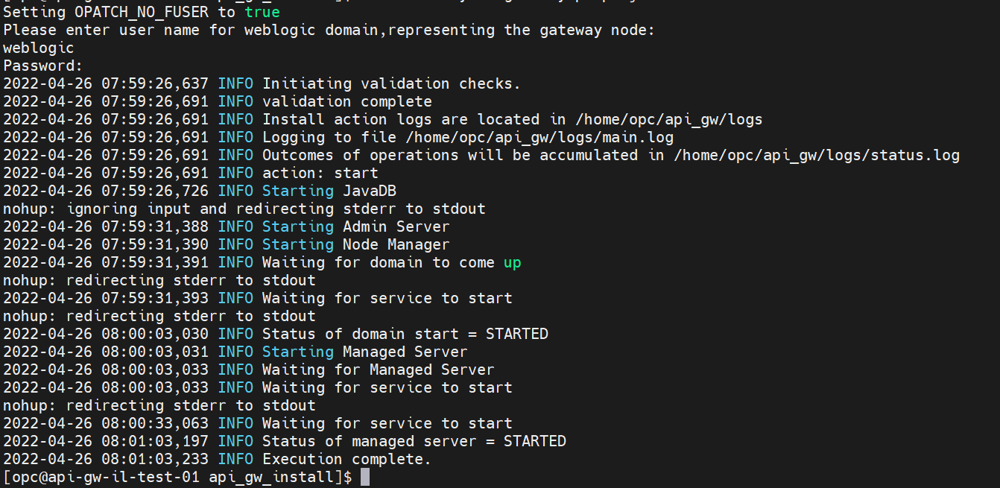 Setting OPATCH_NO_FUSER to true
Please enter user name for weblogic domain,representing the gateway node:
weblogic
Password:
2022-04-26 07:59:26,637 INFO Initiating validation checks.
2022-04-26 07:59:26,691 INFO validation complete
2022-04-26 07:59:26,691 INFO Install action logs are located in /home/opc/api_gw/logs
2022-04-26 07:59:26,691 INFO Logging to file /home/opc/api_gw/logs/main.log
2022-04-26 07:59:26,691 INFO Outcomes of operations will be accumulated in /home/opc/api_gw/logs/status.log
2022-04-26 07:59:26,691 INFO action: start
2022-04-26 07:59:26,726 INFO Starting JavaDB
nohup: ignoring input and redirecting stderr to stdout
2022-04-26 07:59:31,388 INFO Starting Admin Server
2022-04-26 07:59:31,390 INFO Starting Node Manager
2022-04-26 07:59:31,391 INFO Waiting for domain to come up
nohup: redirecting stderr to stdout
2022-04-26 07:59:31,393 INFO Waiting for service to start
nohup: redirecting stderr to stdout
2022-04-26 08:00:03,030 INFO Status of domain start = STARTED
2022-04-26 08:00:03,031 INFO Starting Managed Server
2022-04-26 08:00:03,033 INFO Waiting for Managed Server
2022-04-26 08:00:03,033 INFO Waiting for service to start
nohup: redirecting stderr to stdout
2022-04-26 08:00:33,063 INFO Waiting for service to start
2022-04-26 08:01:03,197 INFO Status of managed server = STARTED
2022-04-26 08:01:03,233 INFO Execution complete.
[opc@api-gw-il-test-01 api_gw_install]$